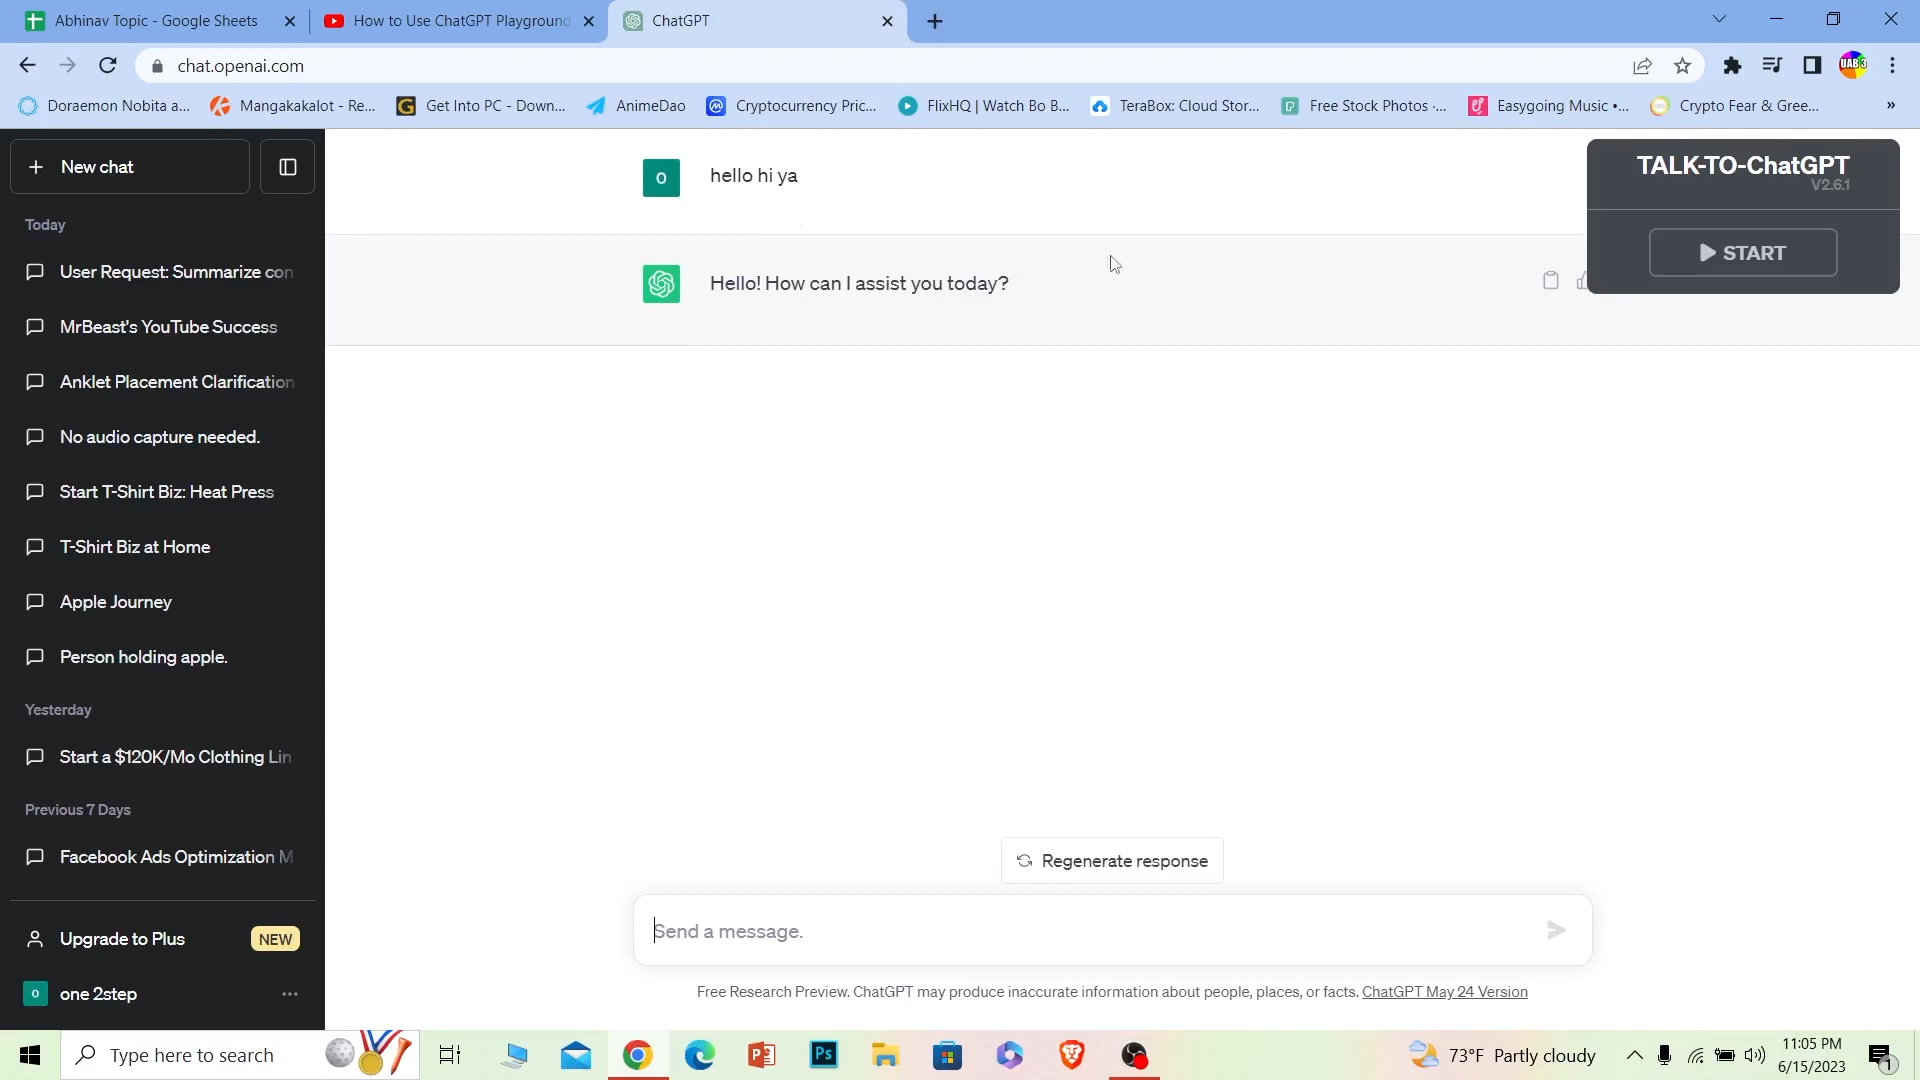 Abhinav Topic - Google Sheets
How to Use ChatGPT Playground
ChatGPT
chat.openai.com
UAB 3
Doraemon Nobita a...
Mangakakalot - Re...
Get Into PC - Down...
AnimeDao
Cryptocurrency Pric...
FlixHQ | Watch Bo B...
TeraBox: Cloud Stor...
Free Stock Photos ·...
Easygoing Music •...
Crypto Fear & Gree...
»
+ New chat
Today
User Request: Summarize con
MrBeast's YouTube Success
Anklet Placement Clarification
No audio capture needed.
Start T-Shirt Biz: Heat Press
T-Shirt Biz at Home
Apple Journey
Person holding apple.
Yesterday
Start a $120K/Mo Clothing Lin
Previous 7 Days
Facebook Ads Optimization M
Upgrade to Plus
NEW
o
one 2step
...
o
hello hi ya
Hello! How can I assist you today?
TALK-TO-ChatGPT
V2.6.1
START
Regenerate response
Send a message.
Free Research Preview. ChatGPT may produce inaccurate information about people, places, or facts. ChatGPT May 24 Version
Type here to search
P
Ps
73°F Partly cloudy
11:05 PM
6/15/2023
1